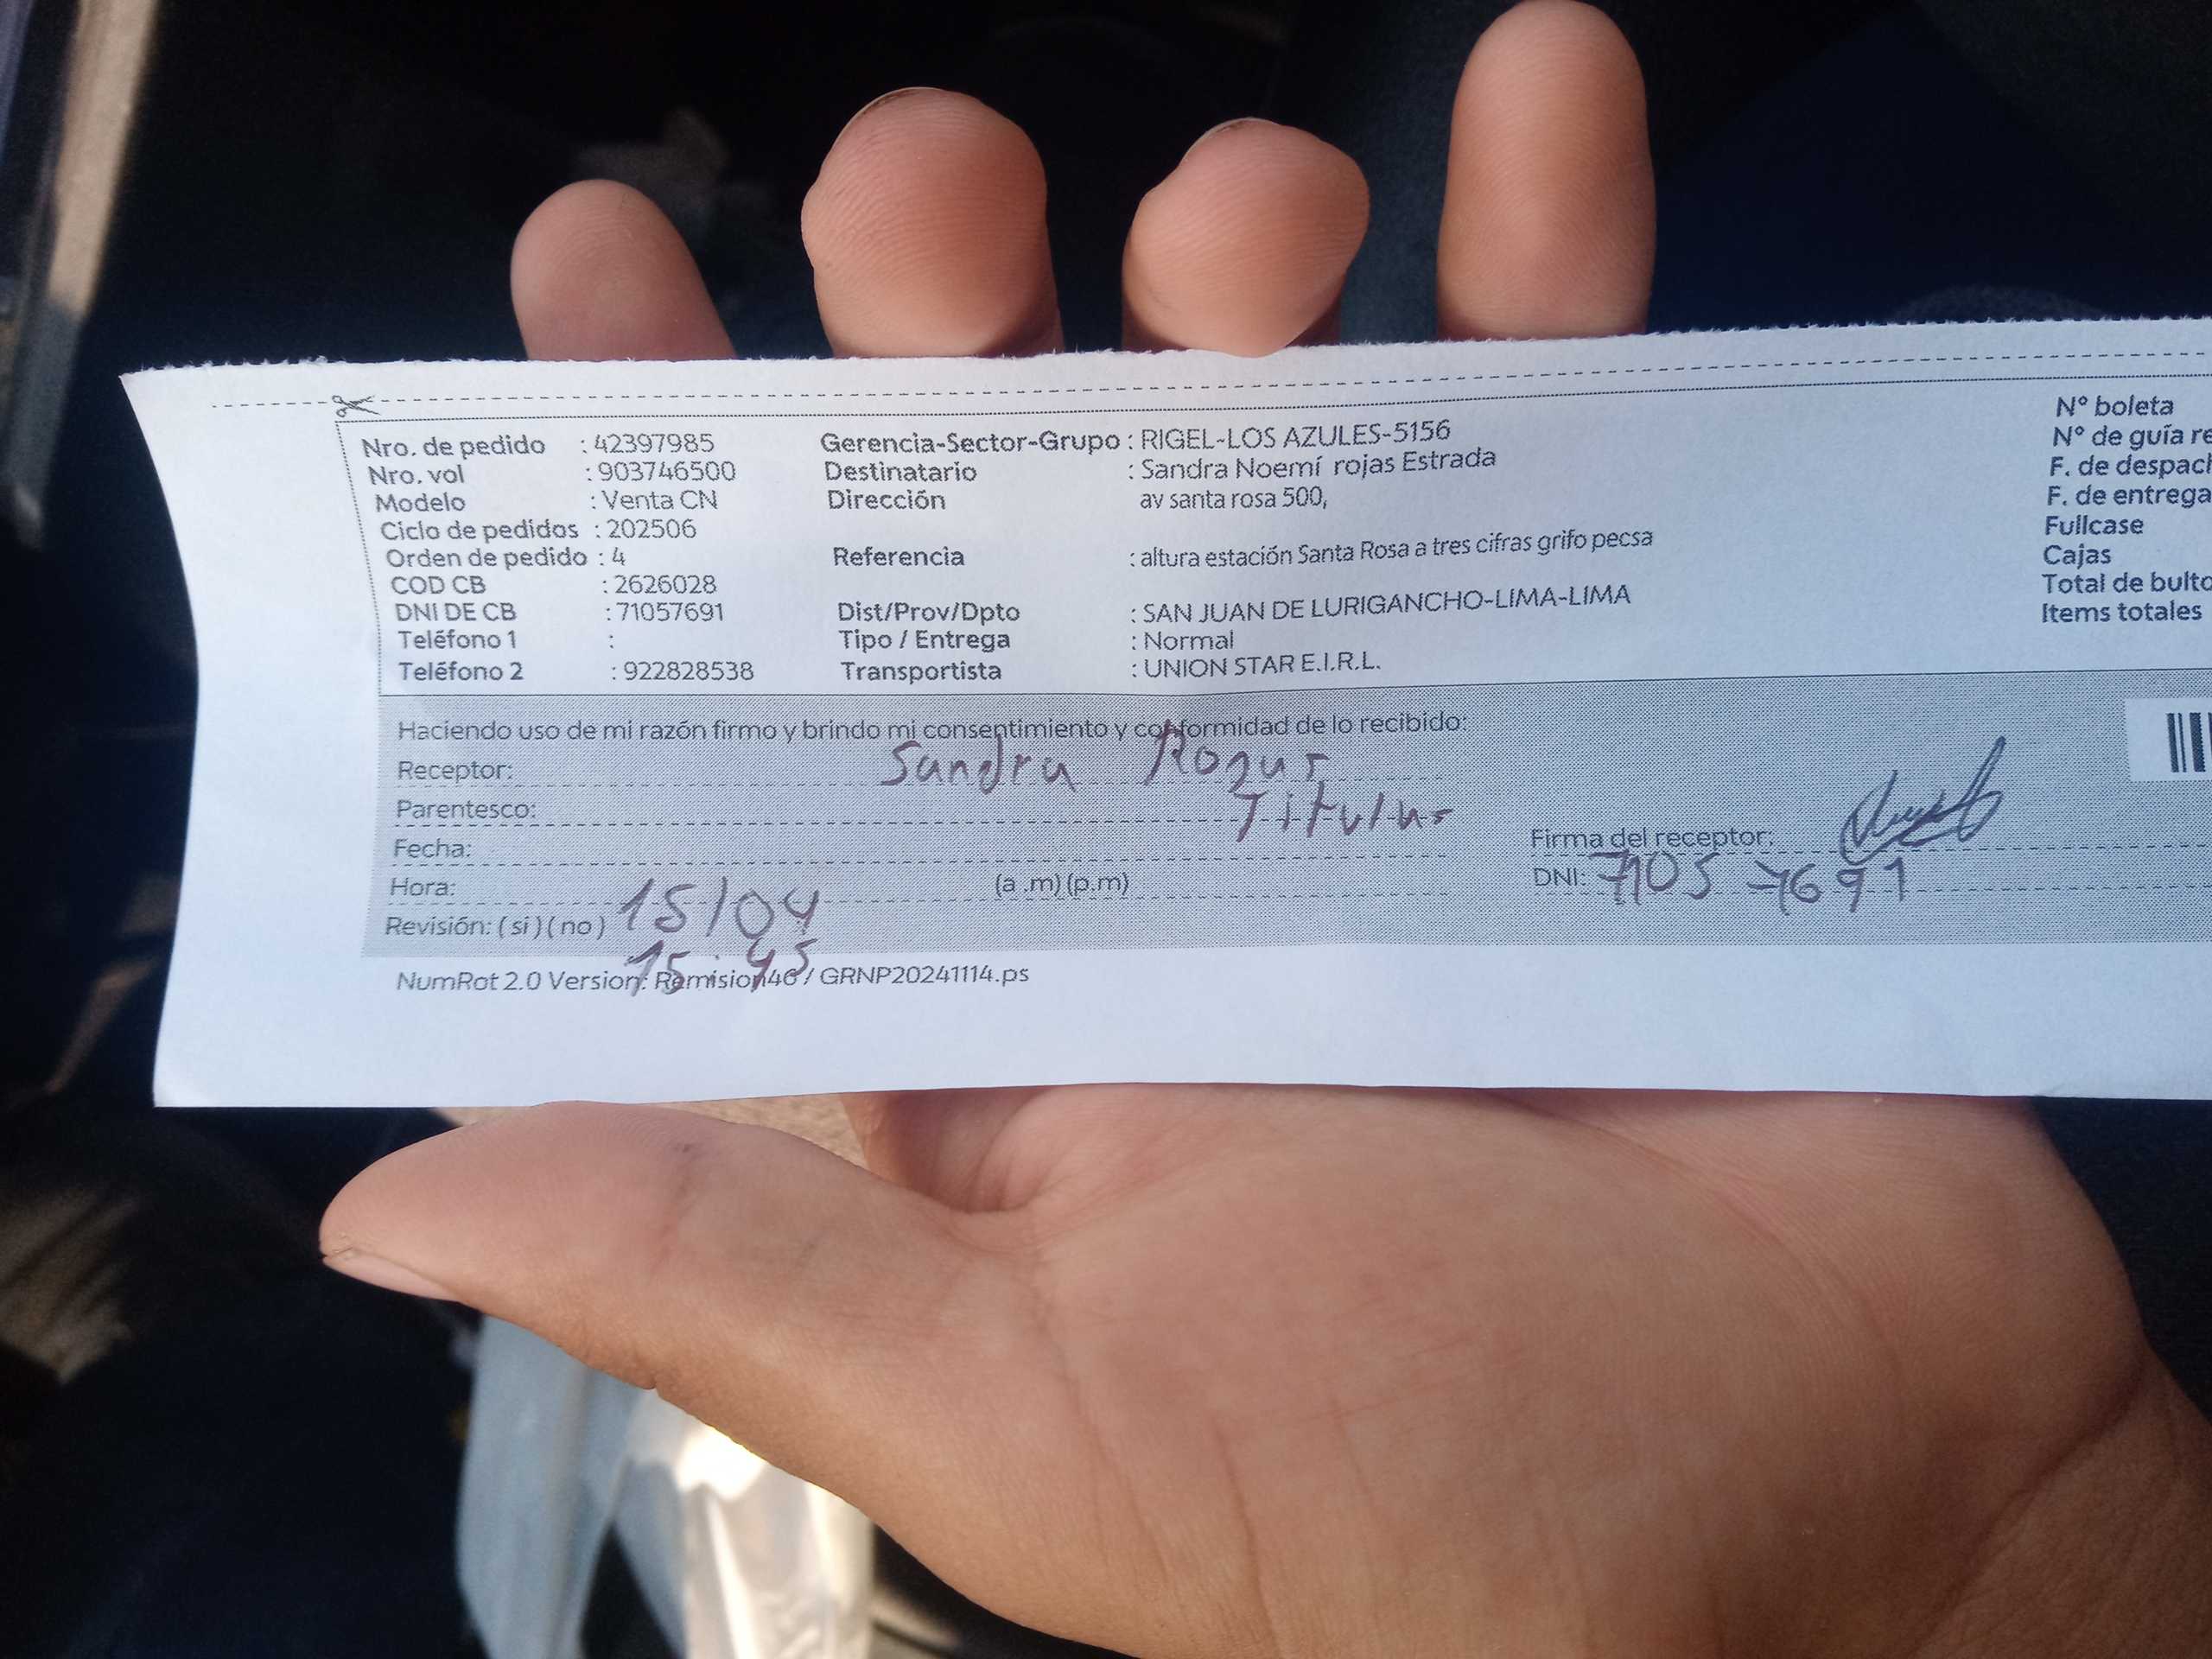 Nro. de pedido : 42397985 Gerencia-Sector-Grupo : RIGEL-LOS AZULES-5156 N° boleta
Nro. vol : 903746500 Destinatario : Sandra Noemí rojas Estrada N° de guía re
Modelo : Venta CN Dirección av santa rosa 500, F. de despach
Ciclo de pedidos : 202506 F. de entrega
Orden de pedido : 4 Referencia : altura estación Santa Rosa a tres cifras grifo pecsa Fullcase
COD CB : 2626028 Cajas
DNI DE CB : 71057691 Dist/Prov/Dpto : SAN JUAN DE LURIGANCHO-LIMA-LIMA Total de bulto
Teléfono 1 : Tipo / Entrega : Normal Items totales
Teléfono 2 : 922828538 Transportista : UNION STAR E.I.R.L.
Haciendo uso de mi razón firmo y brindo mi consentimiento y conformidad de lo recibido:
Receptor: Sandra
Parentesco: Titular
Fecha: Firma del receptor:
Hora: (a .m) (p.m) DNI: 71057691
Revisión: ( si ) ( no ) 15/04
15:45
NumRot 2.0 Version: Remision46 / GRNP20241114.ps